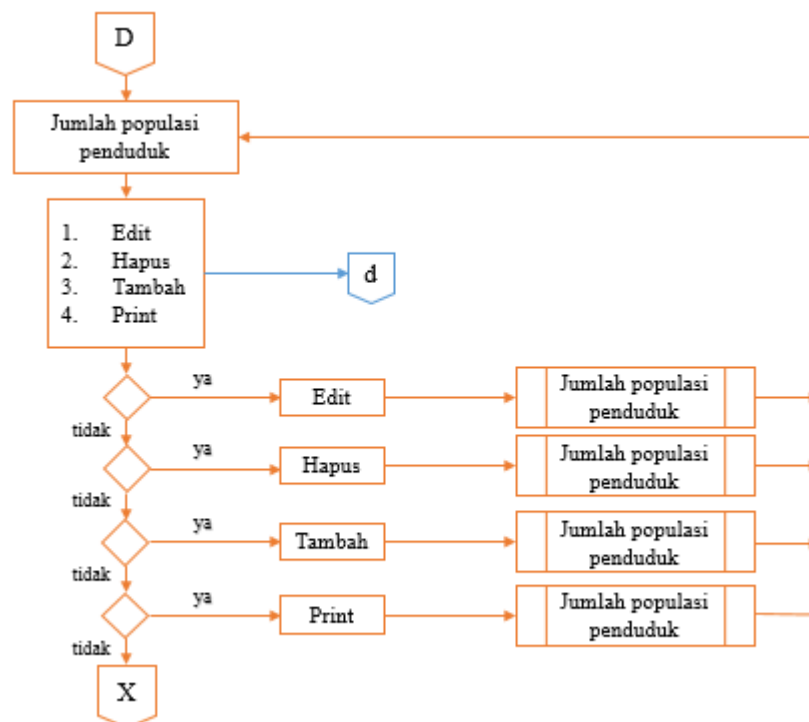 D
Jumlah populasi
penduduk
1. Edit
2. Hapus
3. Tambah
4. Print
d
ya
Edit
Jumlah populasi
penduduk
tidak
ya
Hapus
Jumlah populasi
penduduk
tidak
ya
Tambah
Jumlah populasi
penduduk
tidak
ya
Print
Jumlah populasi
penduduk
tidak
X